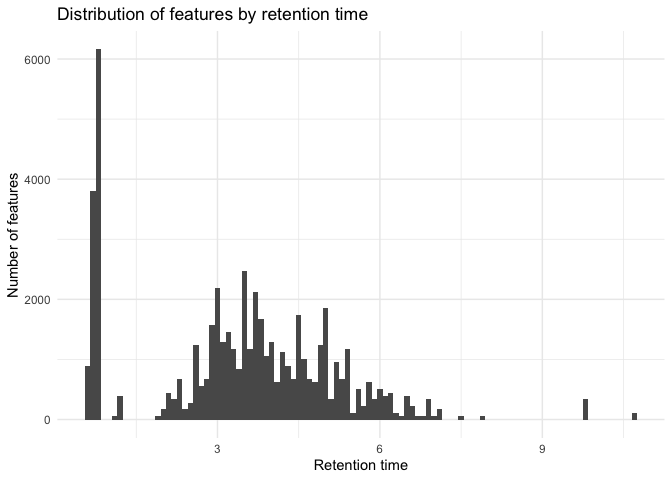 Distribution of features by retention time
6000
4000
2000
0
Number of features
3 6 9
Retention time